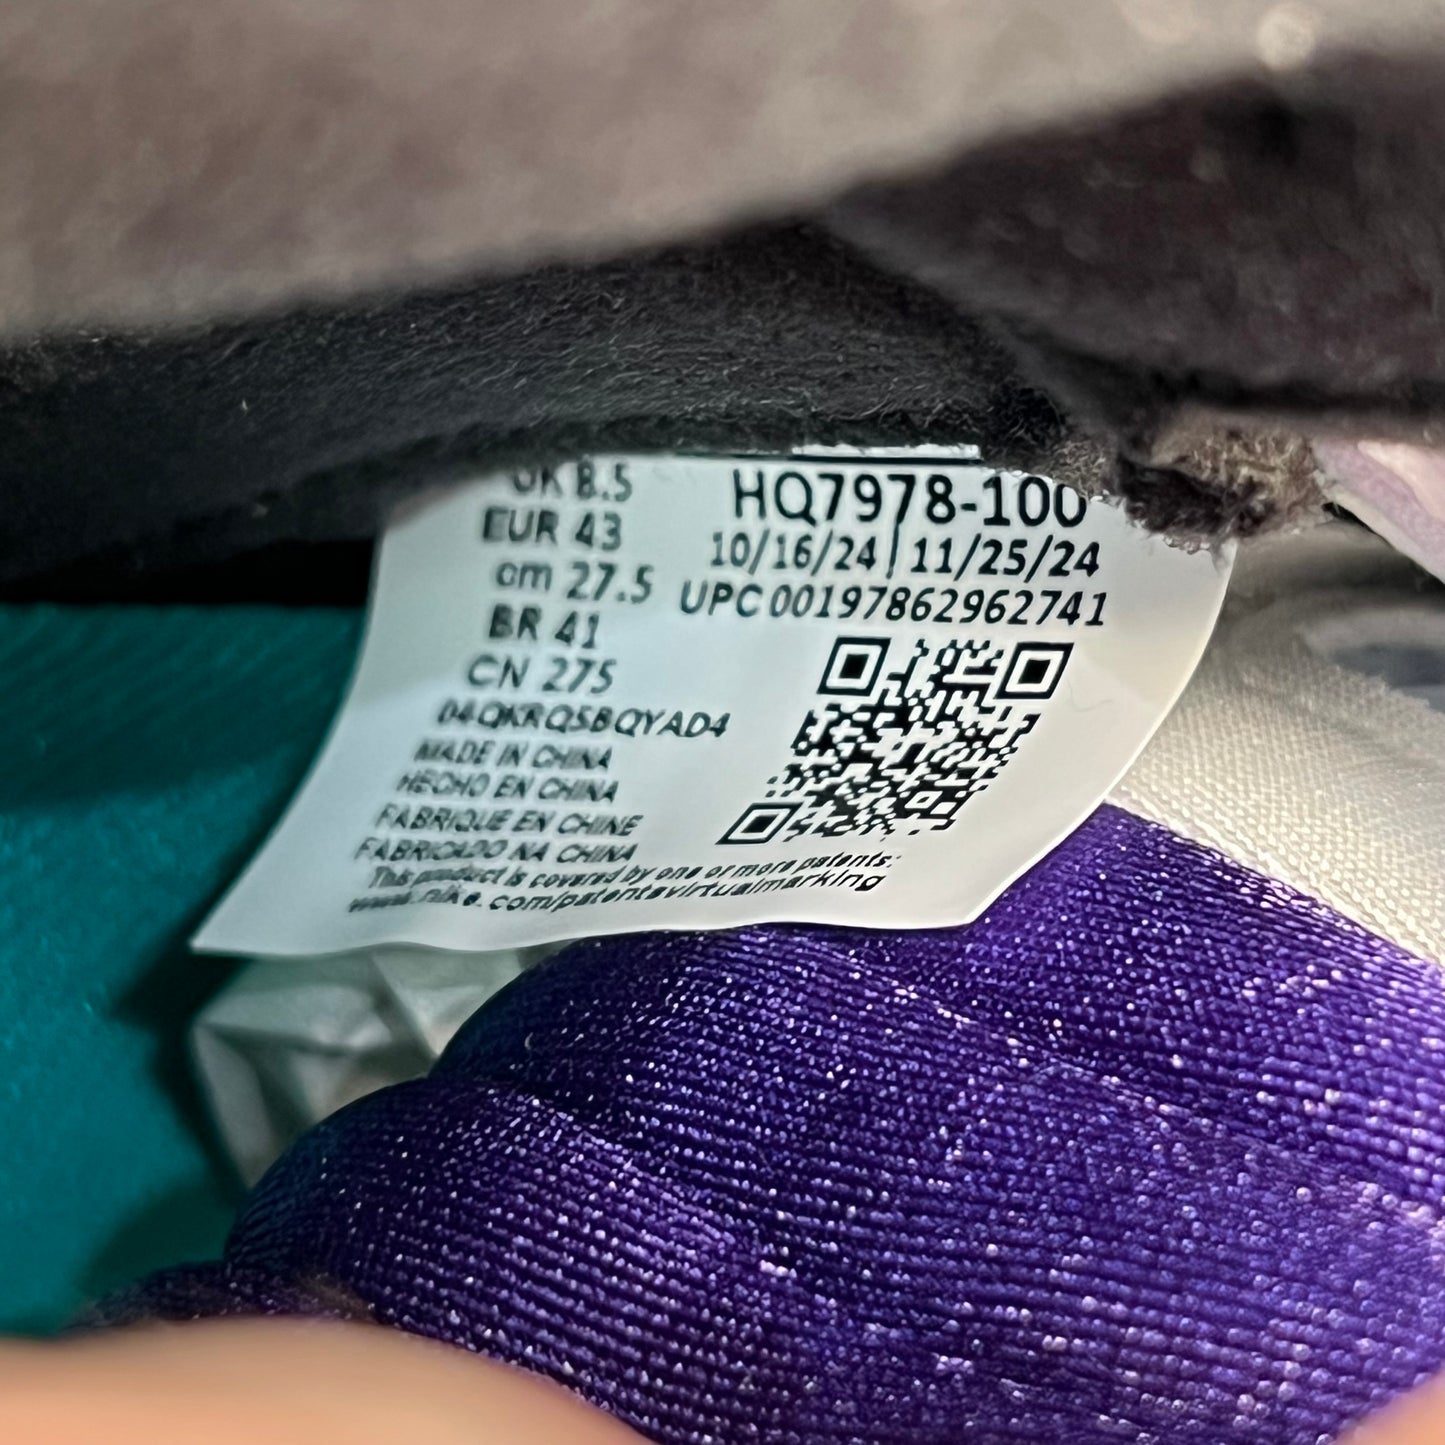 UK 8.5
EUR 43
cm 27.5
BR 41
CN 275
04QKRQ5BQYAD4
MADE IN CHINA
HECHO EN CHINA
FABRIQUE EN CHINE
FABRICADO NA CHINA
This product is covered by one or more patents:
www.nike.com/patentsvirtualmarking
HQ7978-100
10/16/24 | 11/25/24
UPC 00197862962741